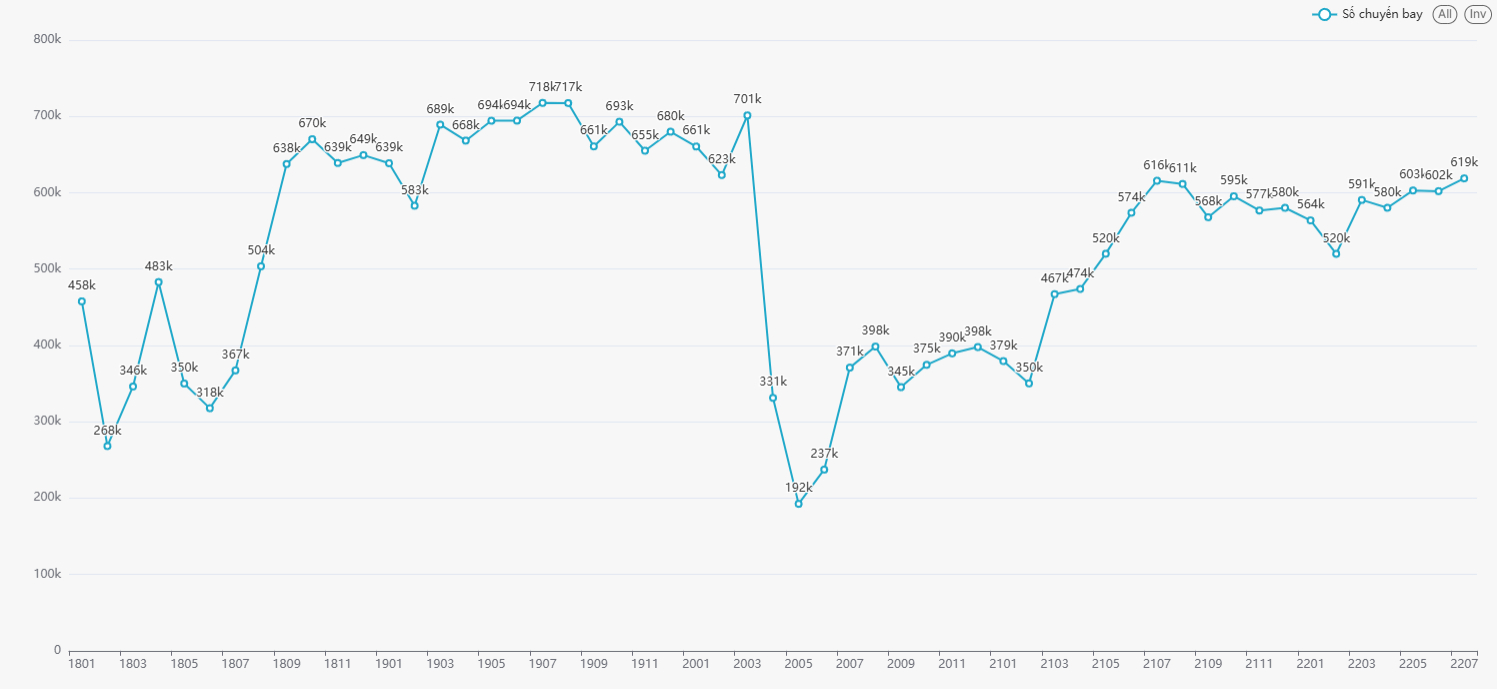 Số chuyến bay All Inv
800k
700k
600k
500k
400k
300k
200k
100k
0
458k 268k 346k 483k 350k 318k 367k 504k 638k 670k 639k 649k 639k 583k 689k 668k 694k 694k 718k 717k 661k 693k 655k 680k 661k 623k 701k 331k 192k 237k 371k 398k 345k 375k 390k 398k 379k 350k 467k 474k 520k 574k 616k 611k 568k 595k 577k 580k 564k 520k 591k 580k 603k 602k 619k
1801 1803 1805 1807 1809 1811 1901 1903 1905 1907 1909 1911 2001 2003 2005 2007 2009 2011 2101 2103 2105 2107 2109 2111 2201 2203 2205 2207